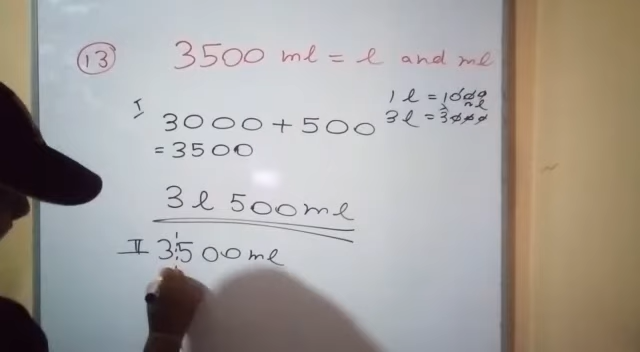 13 3500 ml = l and ml
1 l = 1000 ml
3 l = 3000
I 3000 + 500
= 3500
3 l 500 ml
II 3500 ml